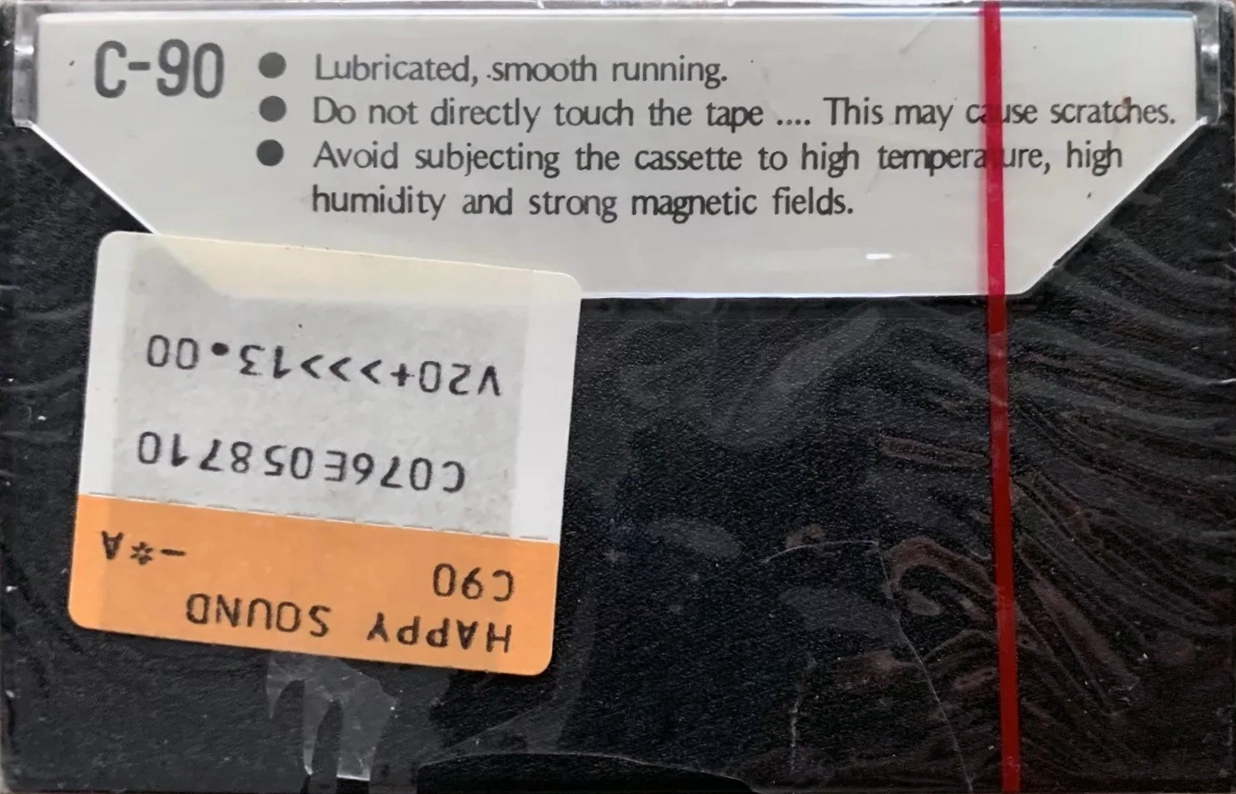 C-90
● Lubricated, smooth running.
● Do not directly touch the tape .... This may cause scratches.
● Avoid subjecting the cassette to high temperature, high
humidity and strong magnetic fields.
HAPPY SOUND
C90
-*A
C076E058710
V20+>>>13.00